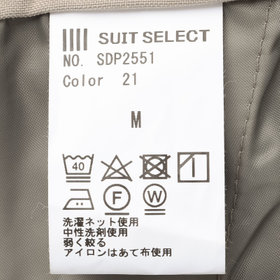 SUIT SELECT
NO. SDP2551
Color 21
M
40
F W
洗濯ネット使用
中性洗剤使用
弱く絞る
アイロンはあて布使用